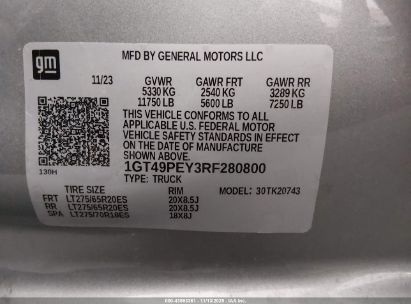 gm
MFD BY GENERAL MOTORS LLC
11/23 GVWR GAWR FRT GAWR RR
5330 KG 2540 KG 3289 KG
11750 LB 5600 LB 7250 LB
THIS VEHICLE CONFORMS TO ALL
APPLICABLE U.S. FEDERAL MOTOR
VEHICLE SAFETY STANDARDS IN EFFECT
ON THE DATE OF MANUFACTURE
SHOWN ABOVE.
130H
1GT49PEY3RF280800
TYPE: TRUCK
TIRE SIZE RIM MODEL: 30TK20743
FRT LT275/65R20ES 20X8.5J
RR LT275/65R20ES 20X8.5J
SPA LT275/70R18ES 18X8J